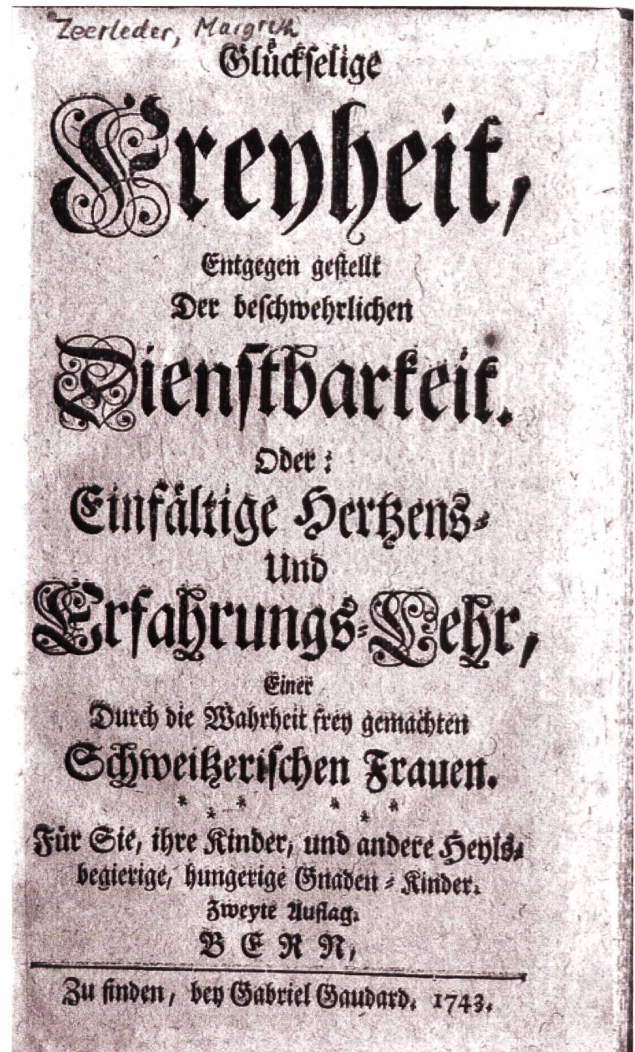 Zeerleder, Margreth
Glückselige
Freyheit,
Entgegen gestellt
Der beschwehrlichen
Dienstbarkeit.
Oder:
Einfältige Hertzens-
Und
Erfahrungs-Lehr,
Einer
Durch die Wahrheit frey gemachten
Schweitzerischen Frauen.
* * * * * *
Für Sie, ihre Kinder, und andere Heyls-
begierige, hungerige Gnaden-Kinder.
Zweyte Auflag.
BERN,
Zu finden, bey Gabriel Gaudard. 1743.